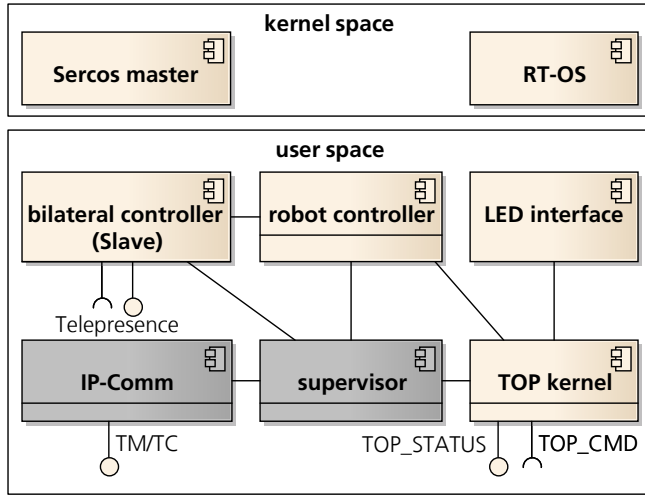 kernel space
Sercos master
RT-OS
user space
bilateral controller
(Slave)
robot controller
LED interface
Telepresence
IP-Comm
supervisor
TOP kernel
TM/TC
TOP_STATUS
TOP_CMD